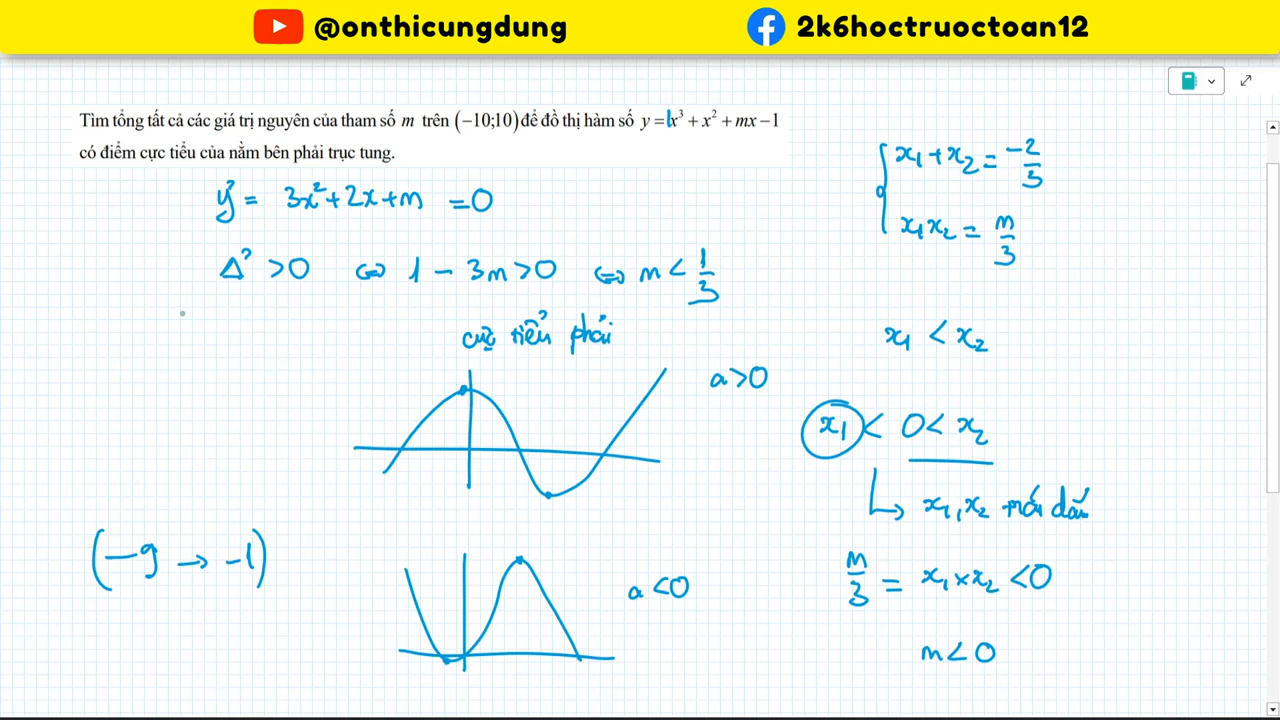 @onthicungdung
2k6hoctruoctoan12
Tìm tổng tất cả các giá trị nguyên của tham số m trên (−10;10) để đồ thị hàm số y = 1x³ + x² + mx − 1
có điểm cực tiểu của nằm bên phải trục tung.
y' = 3x² + 2x + m = 0
Δ' > 0 ⇔ 1 − 3m > 0 ⇔ m < 1/3
cực tiểu phải
a > 0
a < 0
(−9 → −1)
x₁ + x₂ = −2/3
x₁x₂ = m/3
x₁ < x₂
x₁ < 0 < x₂
↳ x₁, x₂ trái dấu
m/3 = x₁ × x₂ < 0
m < 0